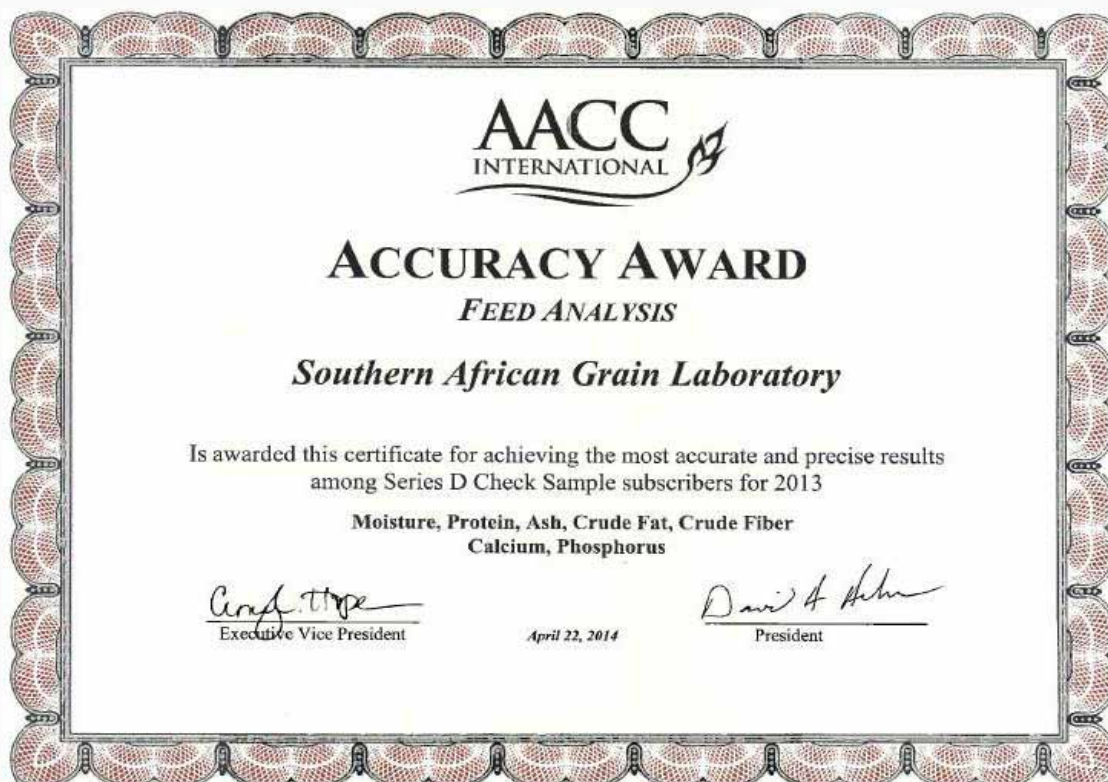 AACC
INTERNATIONAL
ACCURACY AWARD
FEED ANALYSIS
Southern African Grain Laboratory
Is awarded this certificate for achieving the most accurate and precise results
among Series D Check Sample subscribers for 2013
Moisture, Protein, Ash, Crude Fat, Crude Fiber
Calcium, Phosphorus
Executive Vice President
April 22, 2014
President